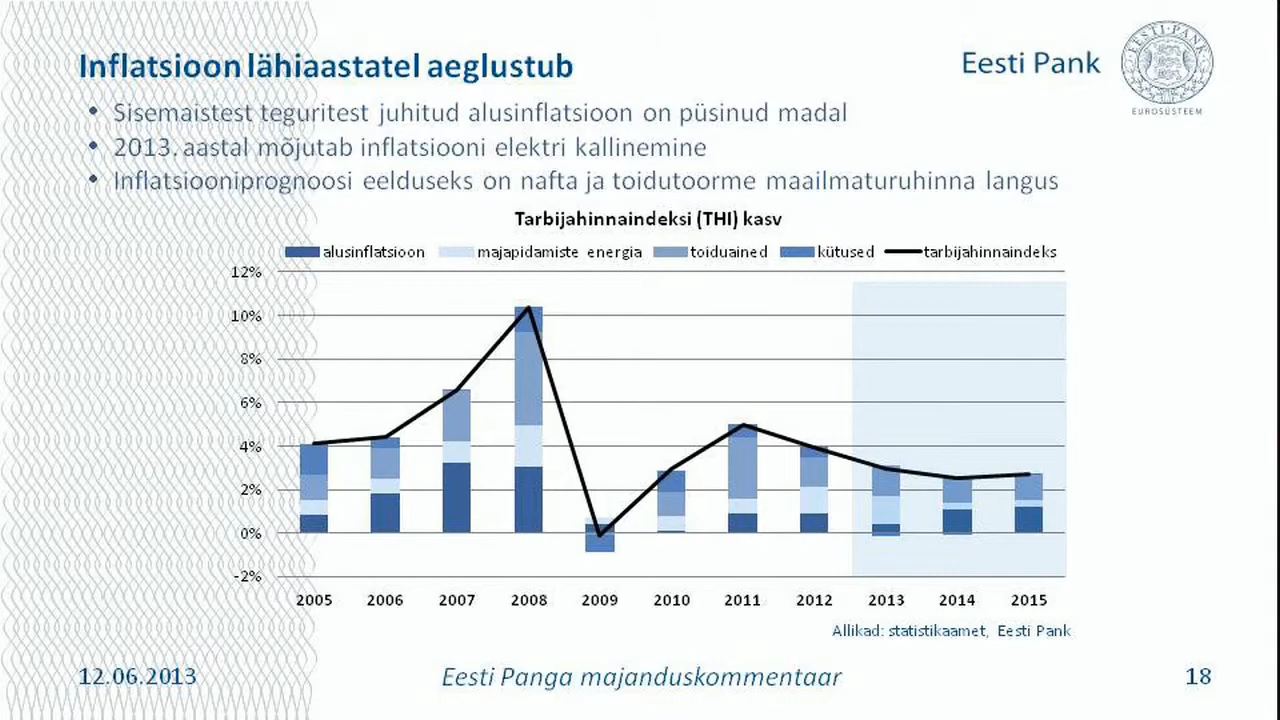 Inflatsioon lähiaastatel aeglustub
Eesti Pank
EESTI·PANK
EUROSÜSTEEM
• Sisemaistest teguritest juhitud alusinflatsioon on püsinud madal
• 2013. aastal mõjutab inflatsiooni elektri kallinemine
• Inflatsiooniprognoosi eelduseks on nafta ja toidutoorme maailmaturuhinna langus
Tarbijahinnaindeksi (THI) kasv
alusinflatsioon majapidamiste energia toiduained kütused tarbijahinnaindeks
12%
10%
8%
6%
4%
2%
0%
-2%
2005 2006 2007 2008 2009 2010 2011 2012 2013 2014 2015
Allikad: statistikaamet, Eesti Pank
12.06.2013 Eesti Panga majanduskommentaar 18